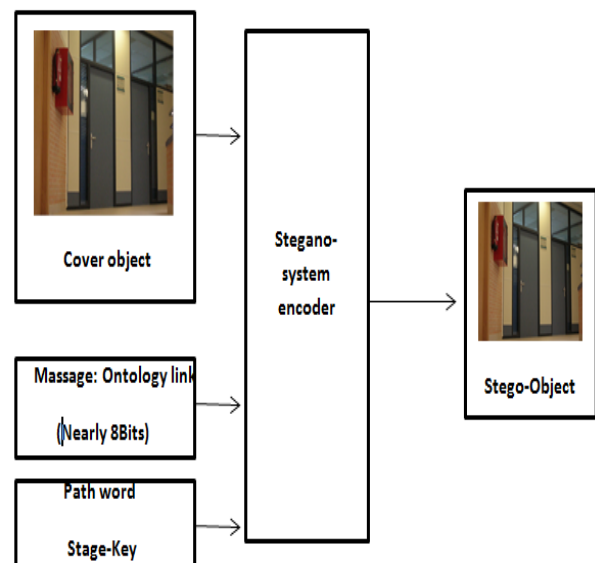 Cover object
Massage: Ontology link
(Nearly 8Bits)
Path word
Stage-Key
Stegano-
system
encoder
Stego-Object